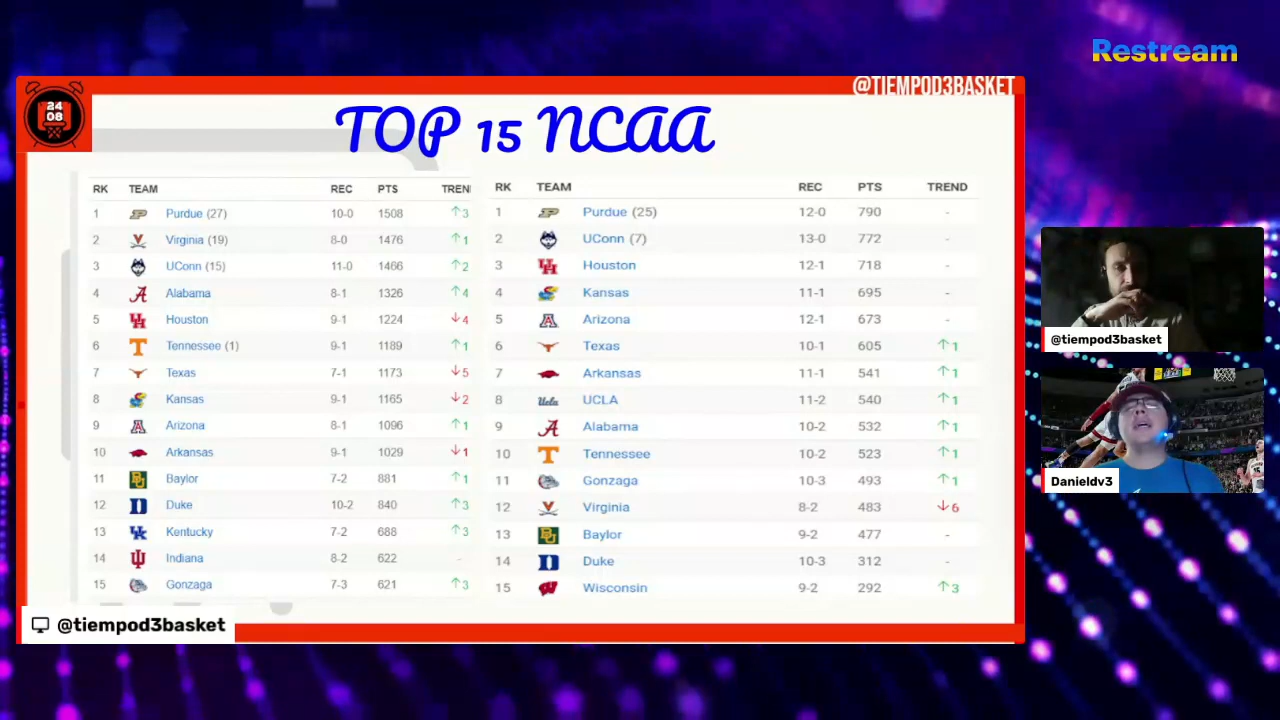 Restream
@TIEMPOD3BASKET
24
08
TOP 15 NCAA
RK TEAM REC PTS TREN
1 Purdue (27) 10-0 1508 ↑3
2 Virginia (19) 8-0 1476 ↑1
3 UConn (15) 11-0 1466 ↑2
4 Alabama 8-1 1326 ↑4
5 Houston 9-1 1224 ↓4
6 Tennessee (1) 9-1 1189 ↑1
7 Texas 7-1 1173 ↓5
8 Kansas 9-1 1165 ↓2
9 Arizona 8-1 1096 ↑1
10 Arkansas 9-1 1029 ↓1
11 Baylor 7-2 881 ↑1
12 Duke 10-2 840 ↑3
13 Kentucky 7-2 688 ↑3
14 Indiana 8-2 622 -
15 Gonzaga 7-3 621 ↑3
RK TEAM REC PTS TREND
1 Purdue (25) 12-0 790 -
2 UConn (7) 13-0 772 -
3 Houston 12-1 718 -
4 Kansas 11-1 695 -
5 Arizona 12-1 673 -
6 Texas 10-1 605 ↑1
7 Arkansas 11-1 541 ↑1
8 Ucla UCLA 11-2 540 ↑1
9 Alabama 10-2 532 ↑1
10 Tennessee 10-2 523 ↑1
11 Gonzaga 10-3 493 ↑1
12 Virginia 8-2 483 ↓6
13 Baylor 9-2 477 -
14 Duke 10-3 312 -
15 Wisconsin 9-2 292 ↑3
@tiempod3basket
@tiempod3basket
Danieldv3